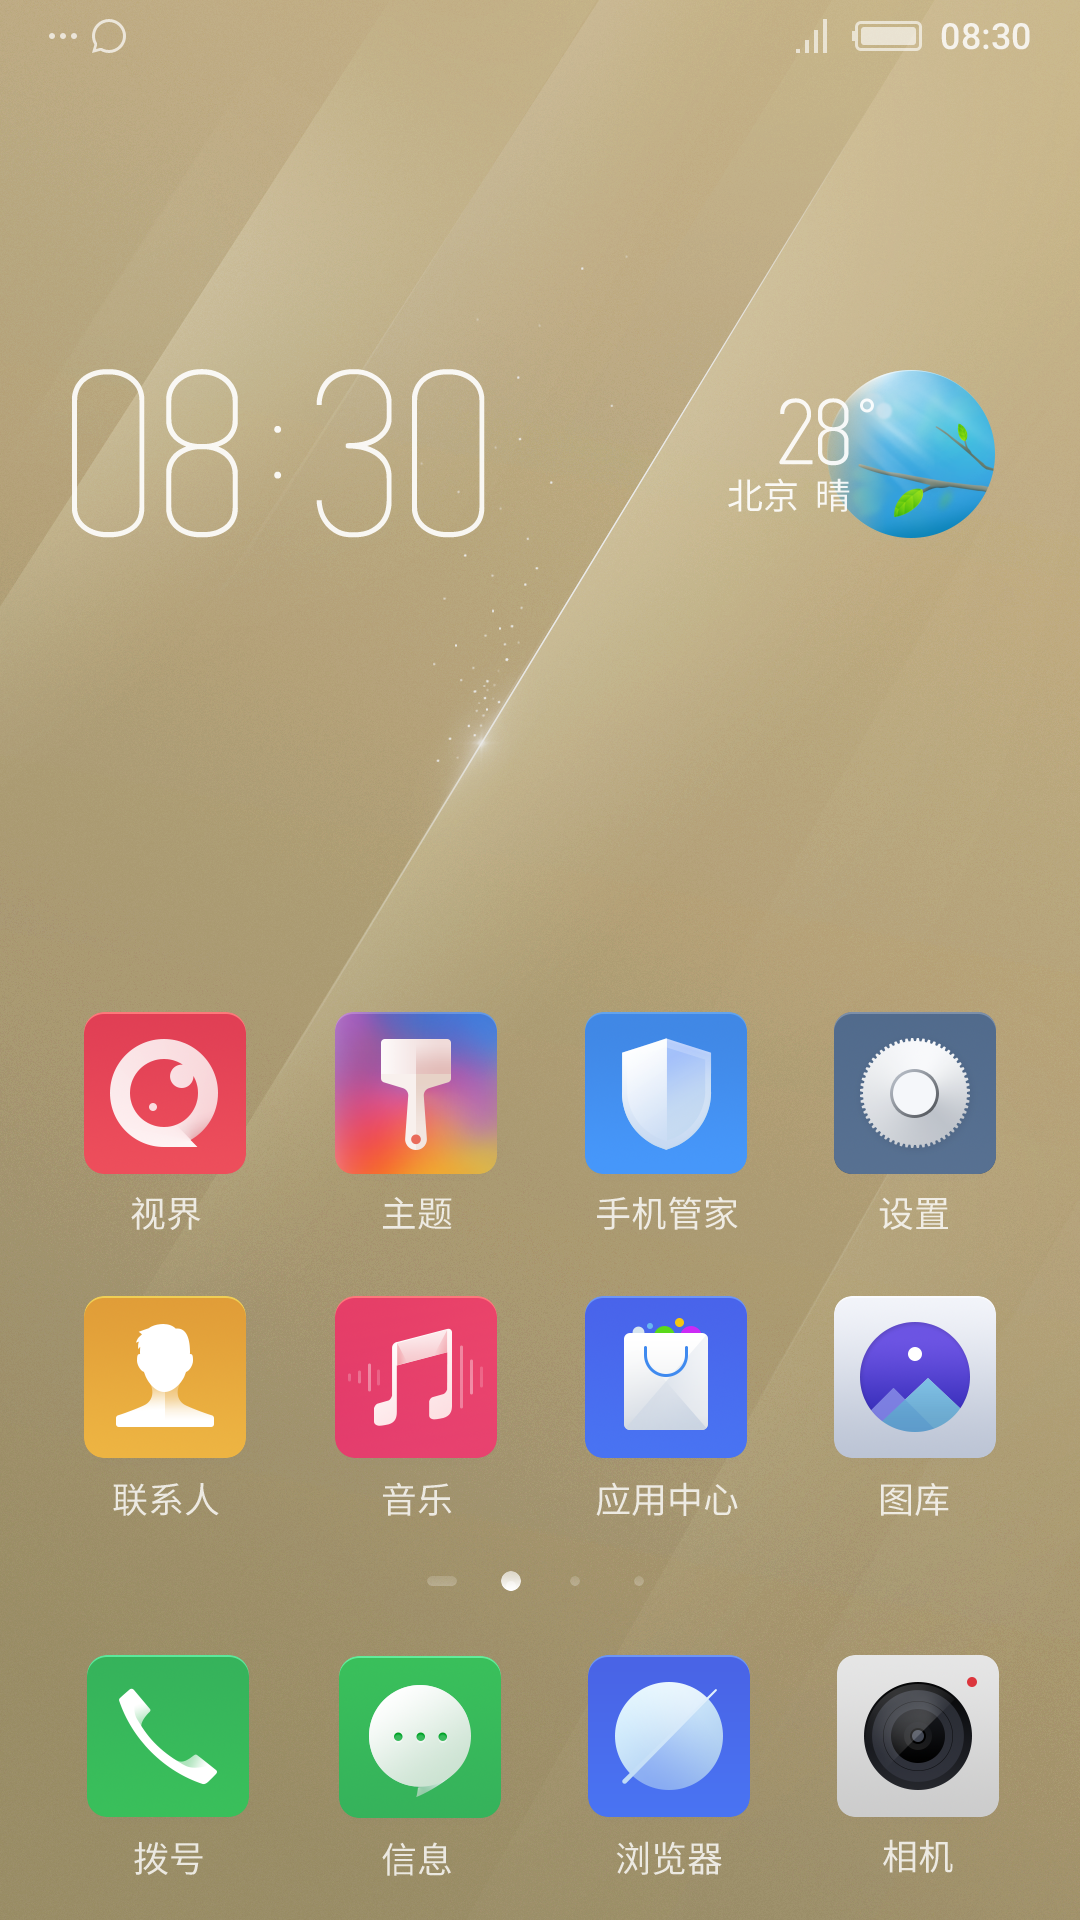 08:30
08:30
28°
北京 晴
视界 主题 手机管家 设置
联系人 音乐 应用中心 图库
拨号 信息 浏览器 相机